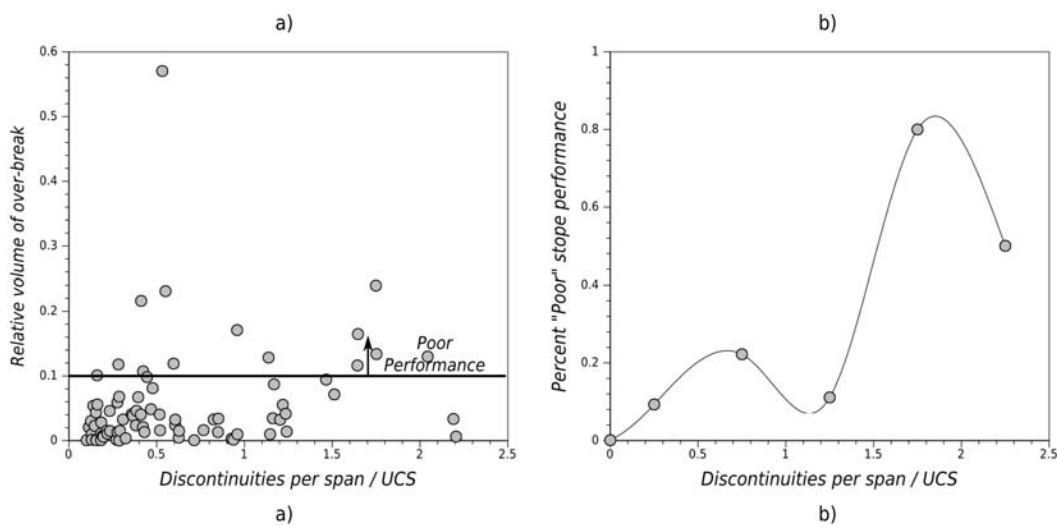 a)
b)
0.6
0.5
0.4
0.3
0.2
0.1
0
Relative volume of over-break
Poor
Performance
0
0.5
1
1.5
2
2.5
Discontinuities per span / UCS
1
0.8
0.6
0.4
0.2
0
Percent "Poor" stope performance
0
0.5
1
1.5
2
2.5
Discontinuities per span / UCS
a)
b)